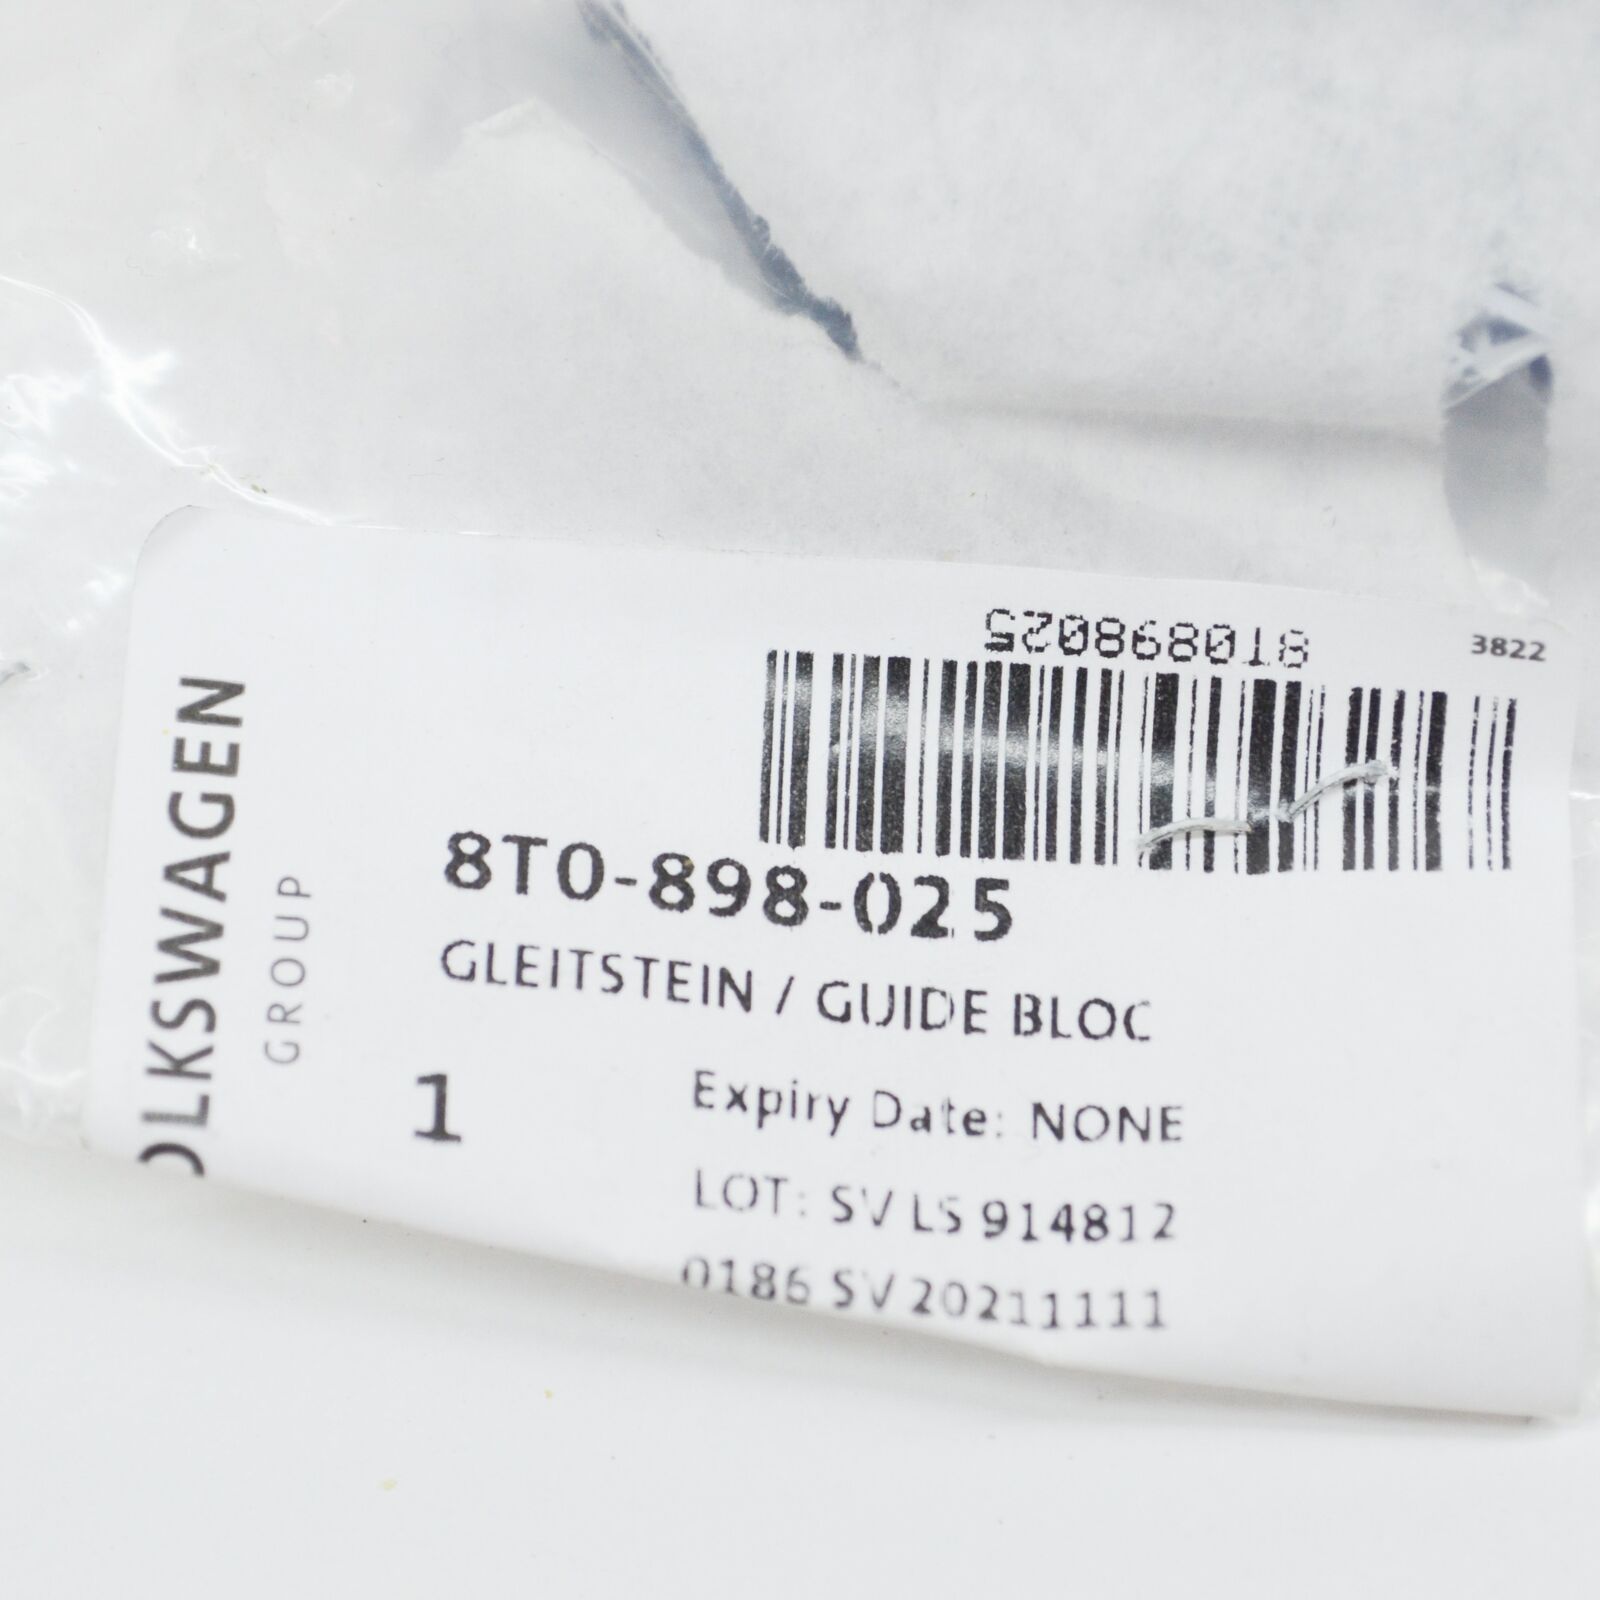 8T0898025
3822
8T0-898-025
GLEITSTEIN / GUIDE BLOC
1
Expiry Date: NONE
LOT: SV LS 914812
0186 SV 20211111
OLKSWAGEN
GROUP